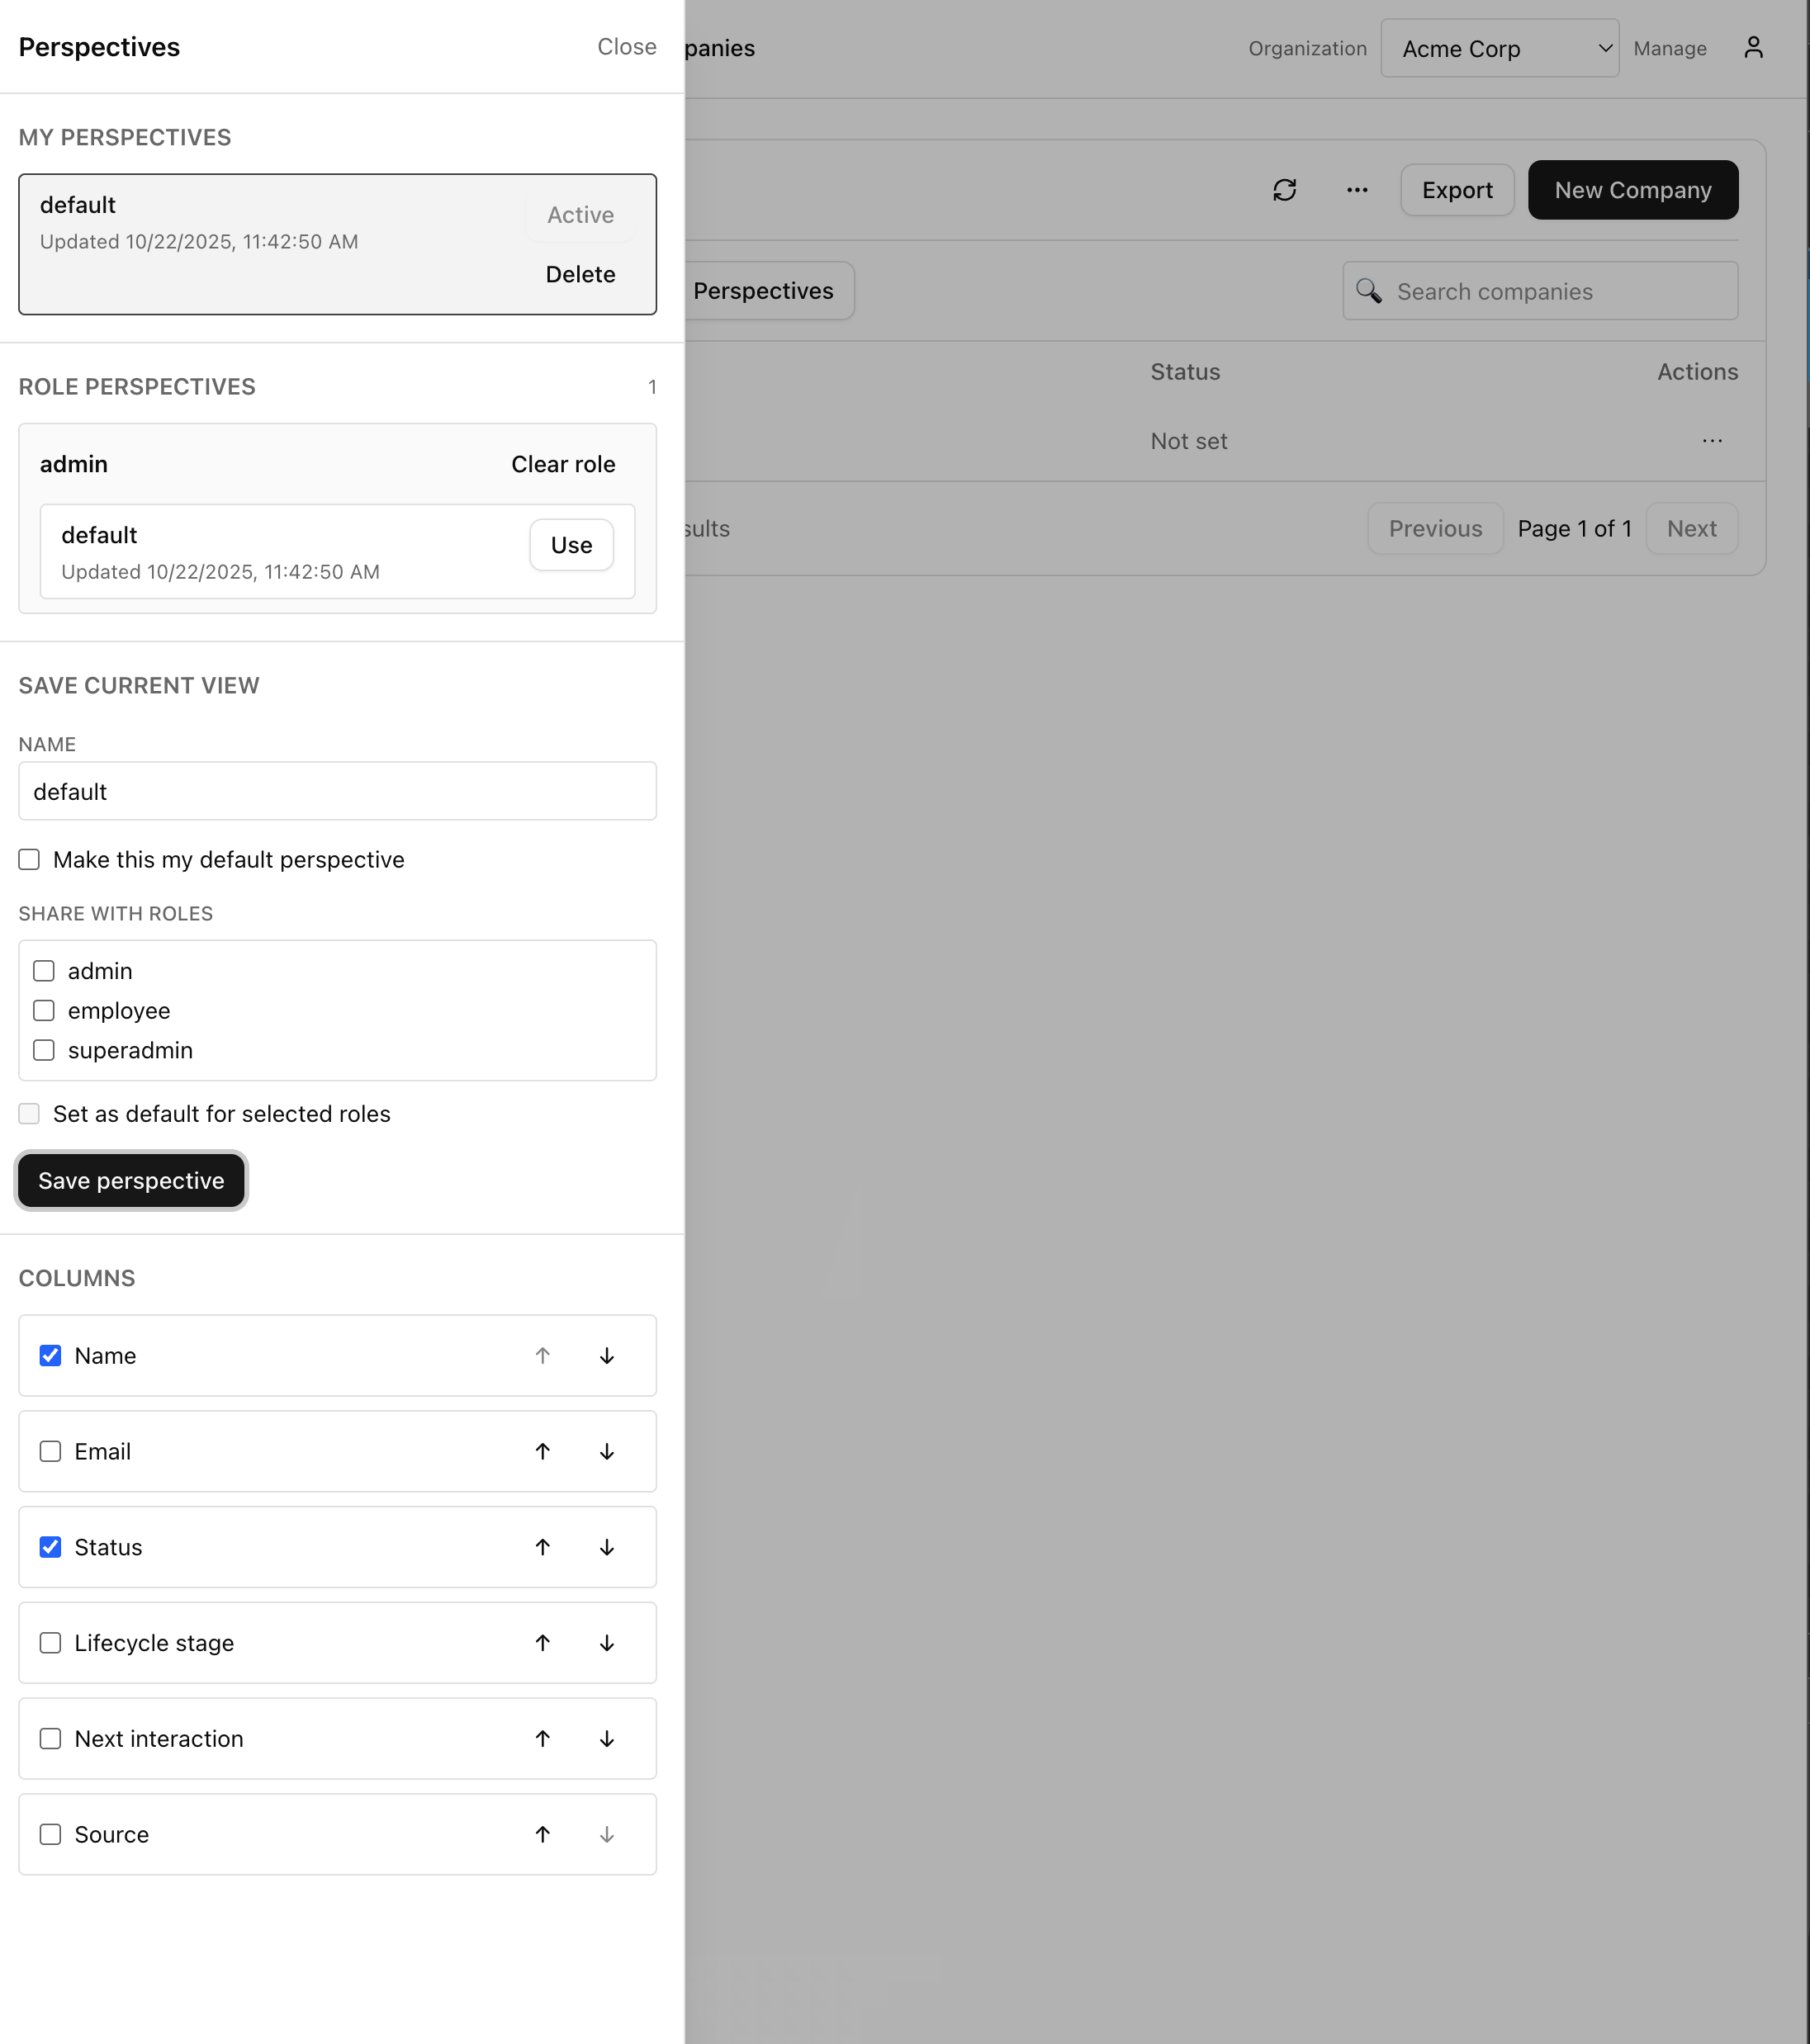 Perspectives
Close
MY PERSPECTIVES
default
Active
Updated 10/22/2025, 11:42:50 AM
Delete
ROLE PERSPECTIVES
1
admin
Clear role
default
Use
Updated 10/22/2025, 11:42:50 AM
SAVE CURRENT VIEW
NAME
default
Make this my default perspective
SHARE WITH ROLES
admin
employee
superadmin
Set as default for selected roles
Save perspective
COLUMNS
Name
Email
Status
Lifecycle stage
Next interaction
Source
panies
Organization
Acme Corp
Manage
Export
New Company
Perspectives
Search companies
Status
Actions
Not set
sults
Previous
Page 1 of 1
Next